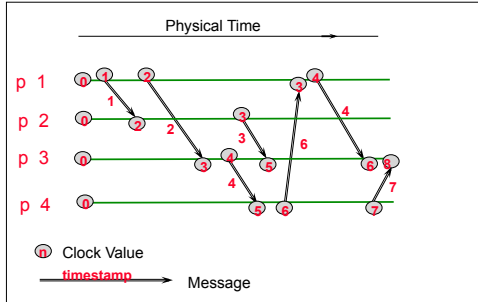 Physical Time
p 1 0 1 2 3 4
1 2 3 4 5 6 7
p 2 0 2 3
p 3 0 3 4 5 6 8
p 4 0 5 6 7
n Clock Value
timestamp
Message